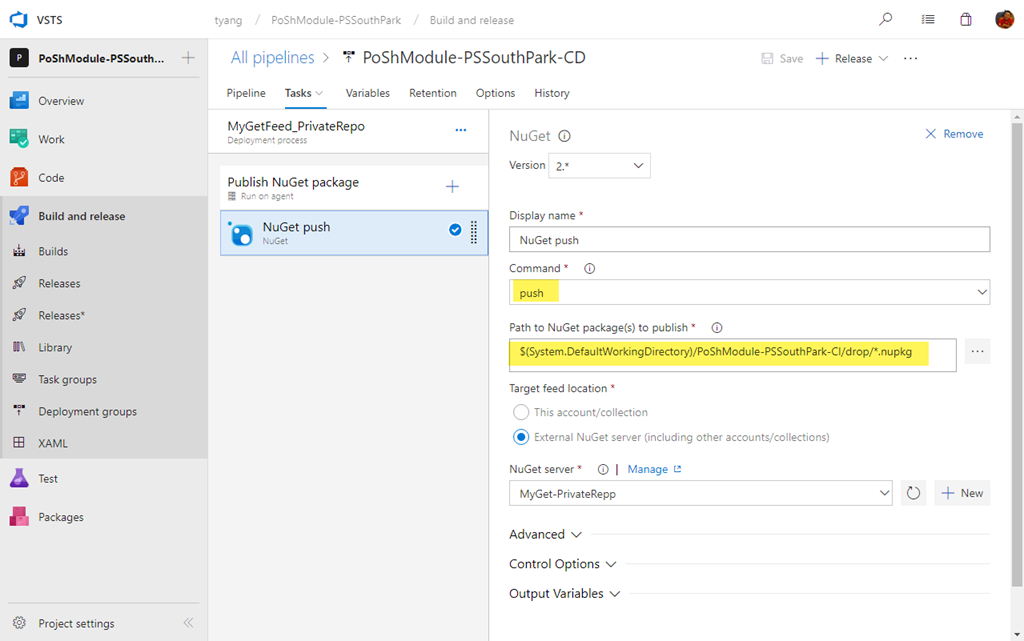 VSTS
tyang / PoShModule-PSSouthPark / Build and release
P PoShModule-PSSouth...
Overview
Work
Code
Build and release
Builds
Releases
Releases*
Library
Task groups
Deployment groups
XAML
Test
Packages
Project settings
All pipelines > PoShModule-PSSouthPark-CD
Save
Release
Pipeline
Tasks
Variables
Retention
Options
History
MyGetFeed_PrivateRepo
Deployment process
Publish NuGet package
Run on agent
NuGet push
NuGet
NuGet
Remove
Version 2.*
Display name *
NuGet push
Command *
push
Path to NuGet package(s) to publish *
$(System.DefaultWorkingDirectory)/PoShModule-PSSouthPark-CI/drop/*.nupkg
Target feed location *
This account/collection
External NuGet server (including other accounts/collections)
NuGet server * | Manage
MyGet-PrivateRepp
New
Advanced
Control Options
Output Variables